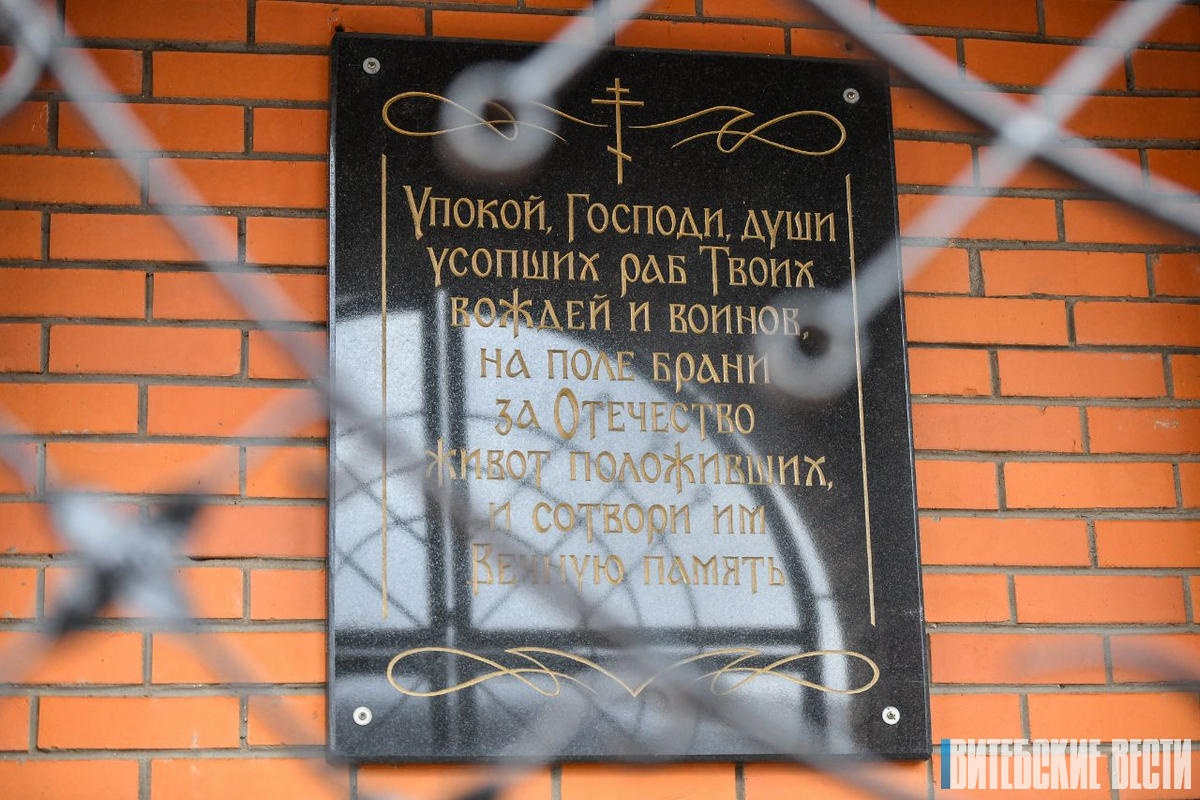 Упокой, Господи, души
усопших раб Твоих
вождей и воинов,
на поле брани
за Отечество
живот положивших,
и сотвори им
Вечную память
ВИТЕБСКИЕ ВЕСТИ